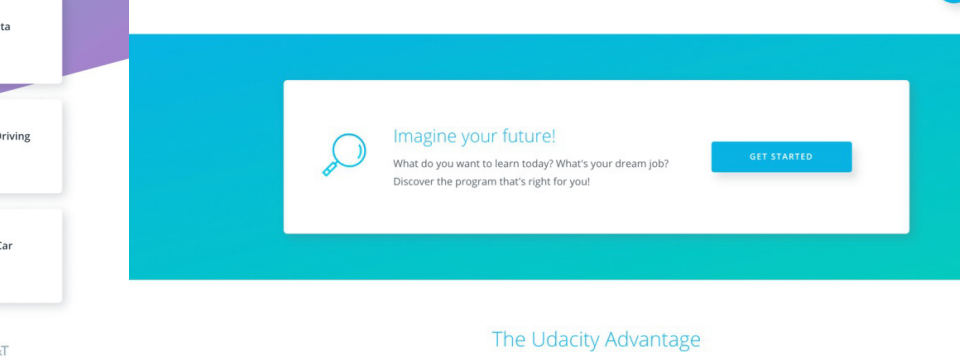 ta
Driving
Car
Imagine your future!
What do you want to learn today? What's your dream job?
Discover the program that's right for you!
GET STARTED
The Udacity Advantage